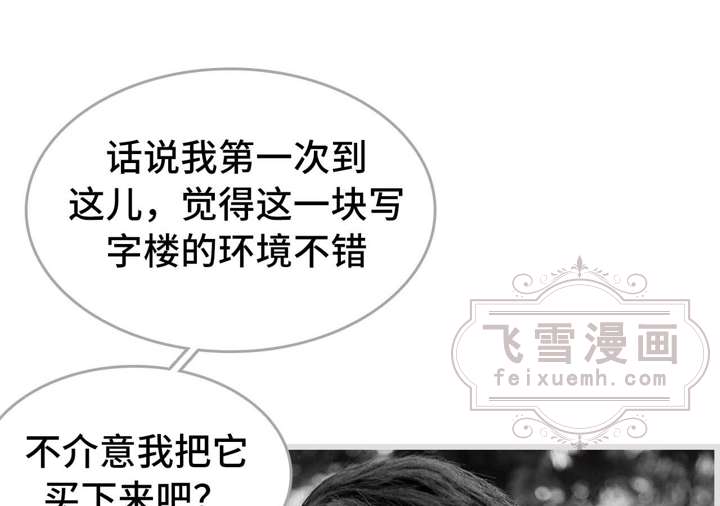 话说我第一次到
这儿，觉得这一块写
字楼的环境不错
飞雪漫画
feixuemh.com
不介意我把它
买下来吧？